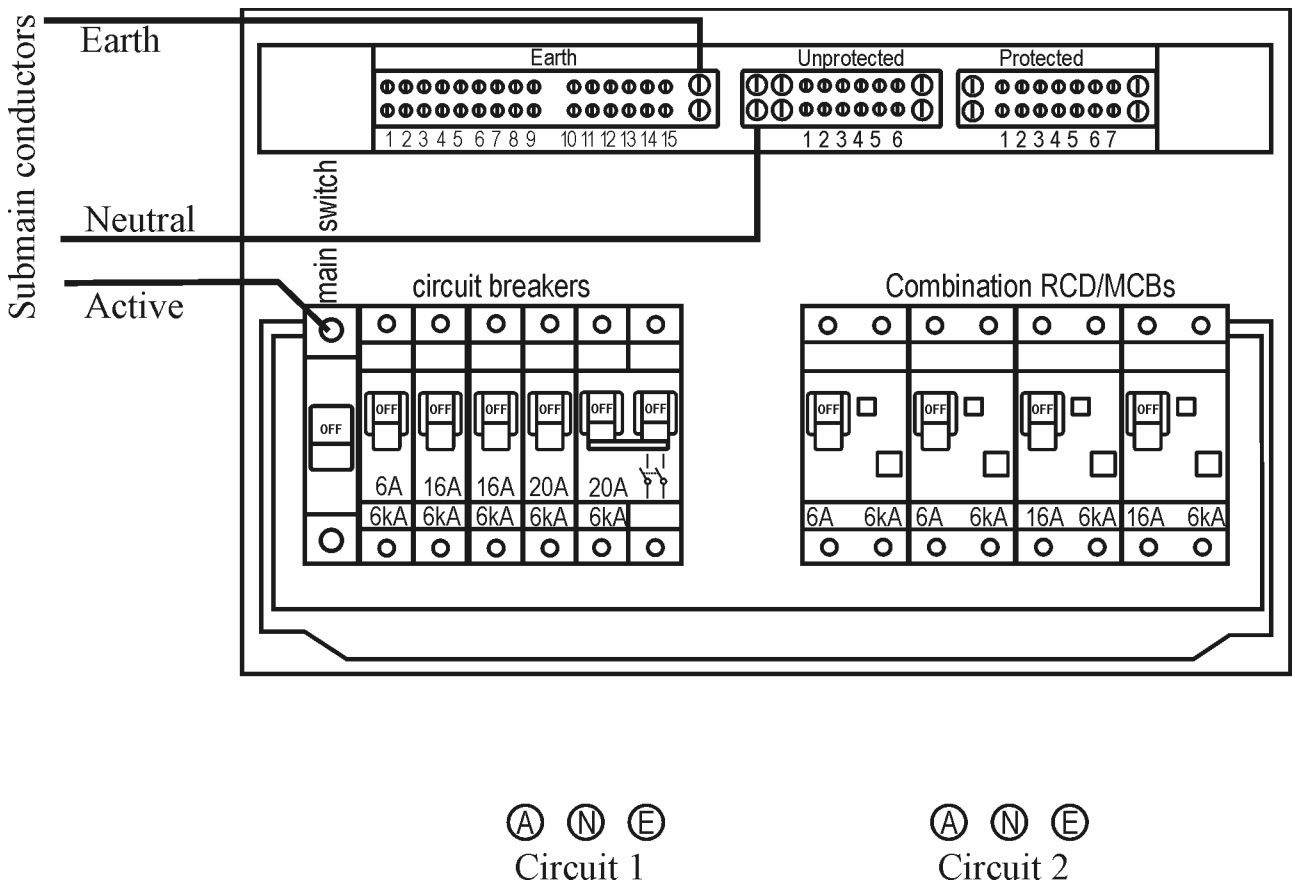 Submain conductors
Earth
Neutral
Active
Earth
Unprotected
Protected
1 2 3 4 5 6 7 8 9 10 11 12 13 14 15
1 2 3 4 5 6
1 2 3 4 5 6 7
main switch
circuit breakers
Combination RCD/MCBs
OFF
OFF OFF OFF OFF OFF OFF
OFF OFF OFF OFF
6A 16A 16A 20A 20A
6kA 6kA 6kA 6kA 6kA
6A 6kA 6A 6kA 16A 6kA 16A 6kA
A N E
Circuit 1
A N E
Circuit 2